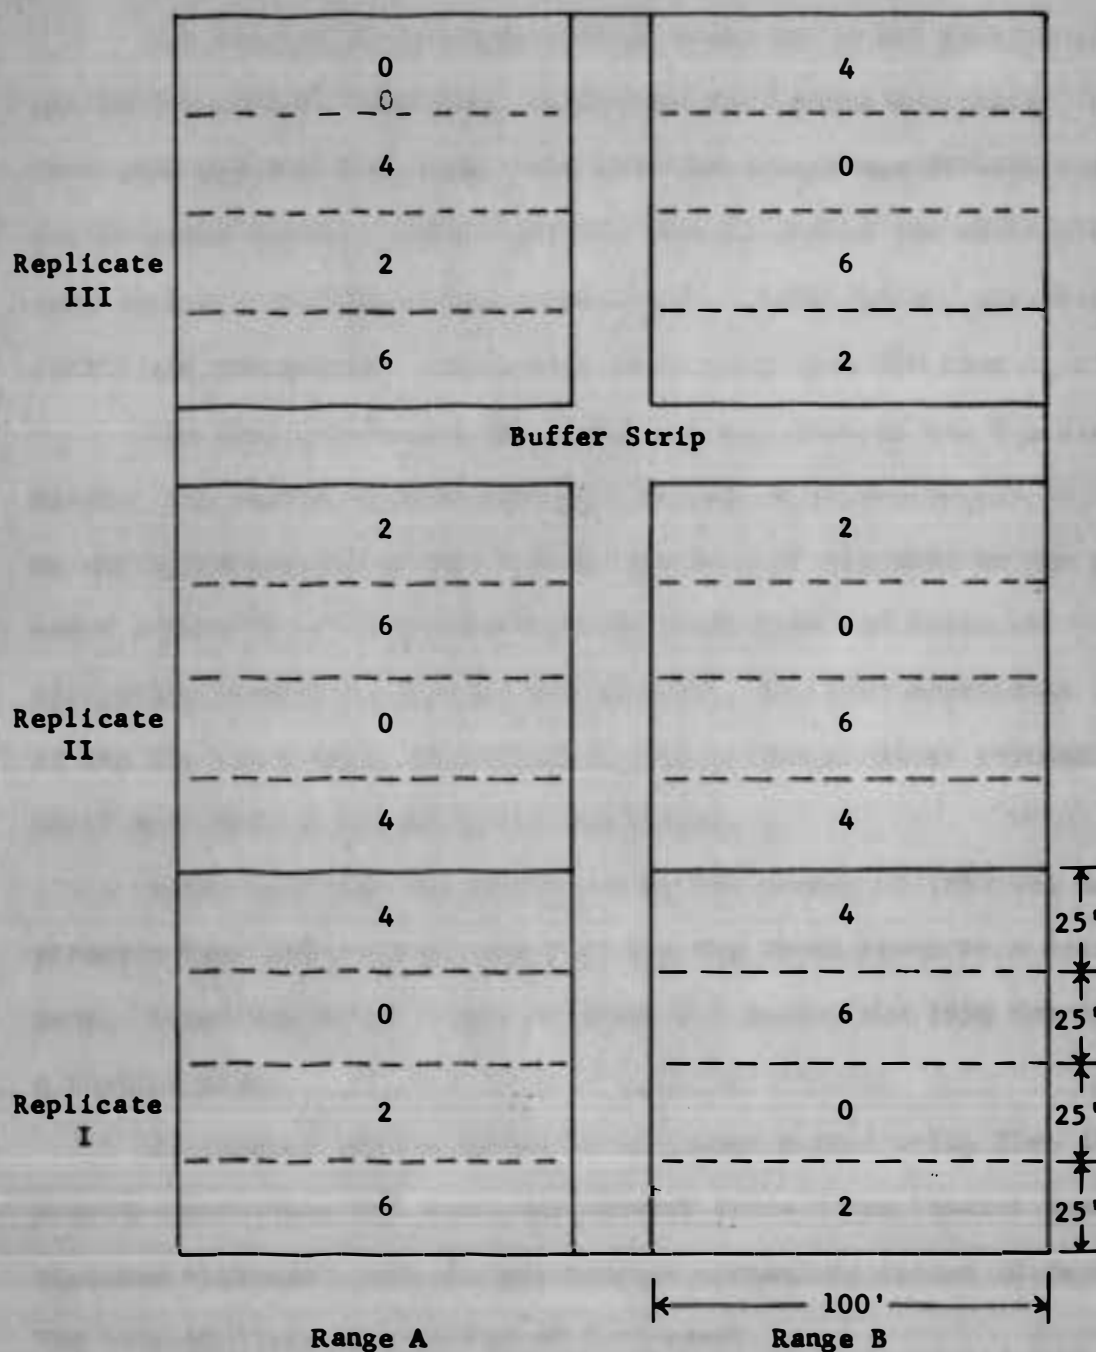 0 4
0
4 0
Replicate 2 6
III
6 2
Buffer Strip
2 2
6 0
Replicate 0 6
II
4 4
4 4 25'
0 6 25'
Replicate 2 0 25'
I
6 2 25'
100'
Range A Range B